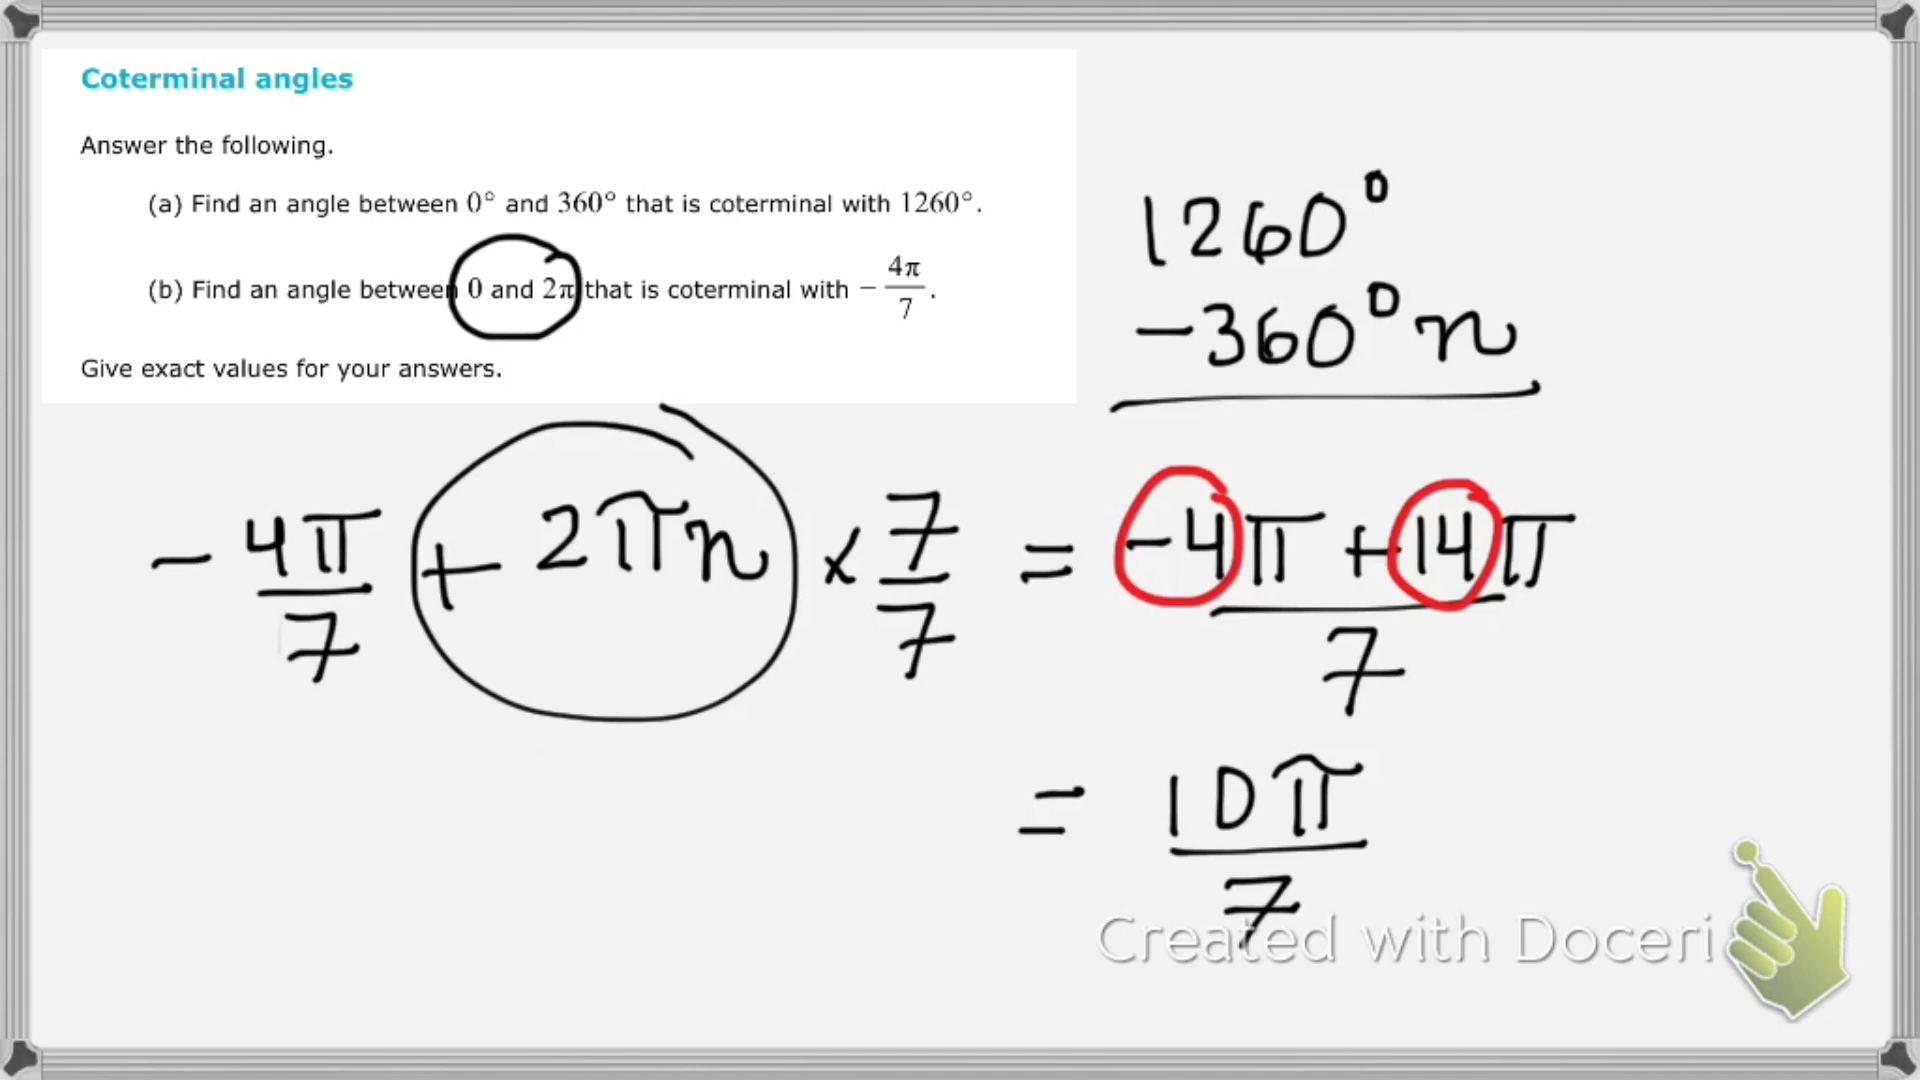 Coterminal angles
Answer the following.
(a) Find an angle between 0° and 360° that is coterminal with 1260°.
(b) Find an angle between 0 and 2π that is coterminal with − 4π/7 .
Give exact values for your answers.
1260°
−360°n
− 4π/7 + 2πn × 7/7 = −4π + 14π / 7
= 10π/7
Created with Doceri